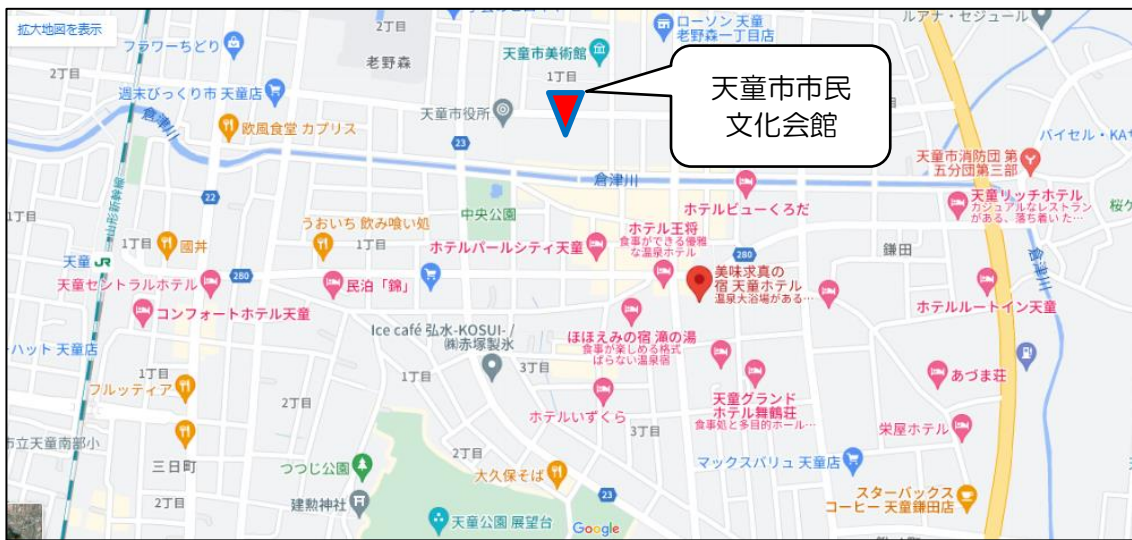 拡大地図を表示
2丁目
フラワーちどり
老野森
天童市美術館
ローソン 天童
老野森一丁目店
ルアナ・セジュール
2丁目
1丁目
週末びっくり市 天童店
天童市役所
天童市市民
文化会館
倉津川
欧風食堂 カプリス
23
バイセル・KAサ
天童市消防団 第
五分団第三部
倉津川
22
中央公園
ホテルビューくろだ
天童リッチホテル
カジュアルなレストラン
がある、落ち着いた…
桜ケ
1丁目
うおいち 飲み喰い処
1丁目
國丼
1丁目
ホテルパールシティ天童
ホテル王将
食事ができる優雅
な温泉ホテル
280
鎌田
倉津川
天童 JR
280
天童セントラルホテル
民泊「錦」
美味求真の
宿 天童ホテル
温泉大浴場がある…
ホテルルートイン天童
コンフォートホテル天童
Ice café 弘水-KOSUI- /
㈱赤塚製氷
ほほえみの宿 滝の湯
食事が楽しめる格式
ばらない温泉宿
ーハット 天童店
1丁目
フルッティア
1丁目
3丁目
あづま荘
2丁目
ホテルいずくら
天童グランド
ホテル舞鶴荘
食事処と多目的ホール…
栄屋ホテル
市立天童南部小
三日町
3丁目
つつじ公園
2丁目
大久保そば
マックスバリュ 天童店
2丁目
建勲神社
23
スターバックス
コーヒー 天童鎌田店
天童公園 展望台
Google